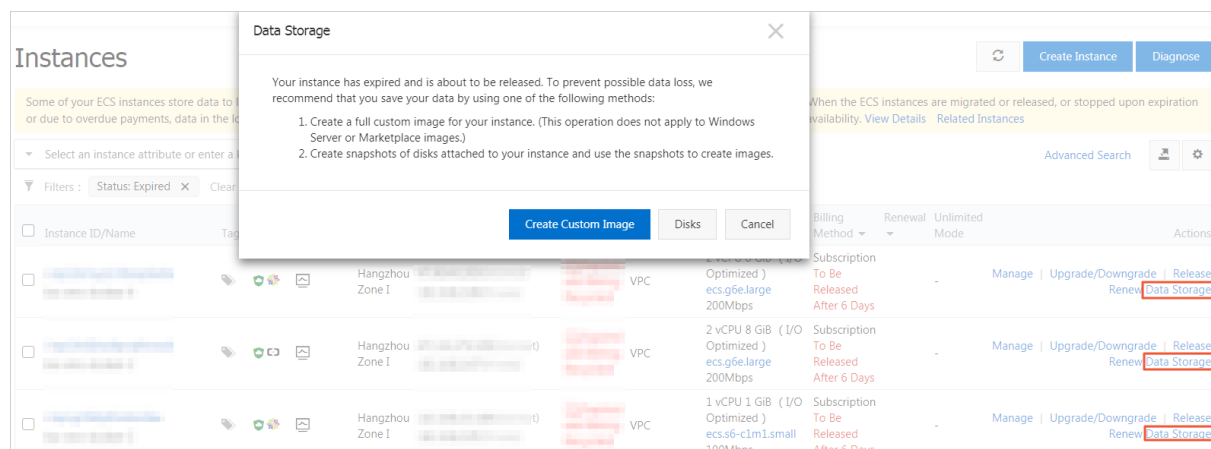 Data Storage
Instances
Create Instance
Diagnose
Your instance has expired and is about to be released. To prevent possible data loss, we
recommend that you save your data by using one of the following methods:
1. Create a full custom image for your instance. (This operation does not apply to Windows
Server or Marketplace images.)
2. Create snapshots of disks attached to your instance and use the snapshots to create images.
Create Custom Image
Disks
Cancel
Some of your ECS instances store data to
When the ECS instances are migrated or released, or stopped upon expiration
or due to overdue payments, data in the
availability. View Details Related Instances
Select an instance attribute or enter a
Advanced Search
Filters : Status: Expired
Clear
Instance ID/Name
Tag
Billing
Method
Renewal
Unlimited
Mode
Actions
Hangzhou
Zone I
VPC
2 vCPU 8 GiB ( I/O
Optimized )
ecs.g6e.large
200Mbps
Subscription
To Be
Released
After 6 Days
-
Manage | Upgrade/Downgrade | Release
Renew Data Storage
Hangzhou
Zone I
t)
VPC
2 vCPU 8 GiB ( I/O
Optimized )
ecs.g6e.large
200Mbps
Subscription
To Be
Released
After 6 Days
-
Manage | Upgrade/Downgrade | Release
Renew Data Storage
Hangzhou
Zone I
t)
VPC
1 vCPU 1 GiB ( I/O
Optimized )
ecs.s6-c1m1.small
100Mbps
Subscription
To Be
Released
After 6 Days
-
Manage | Upgrade/Downgrade | Release
Renew Data Storage